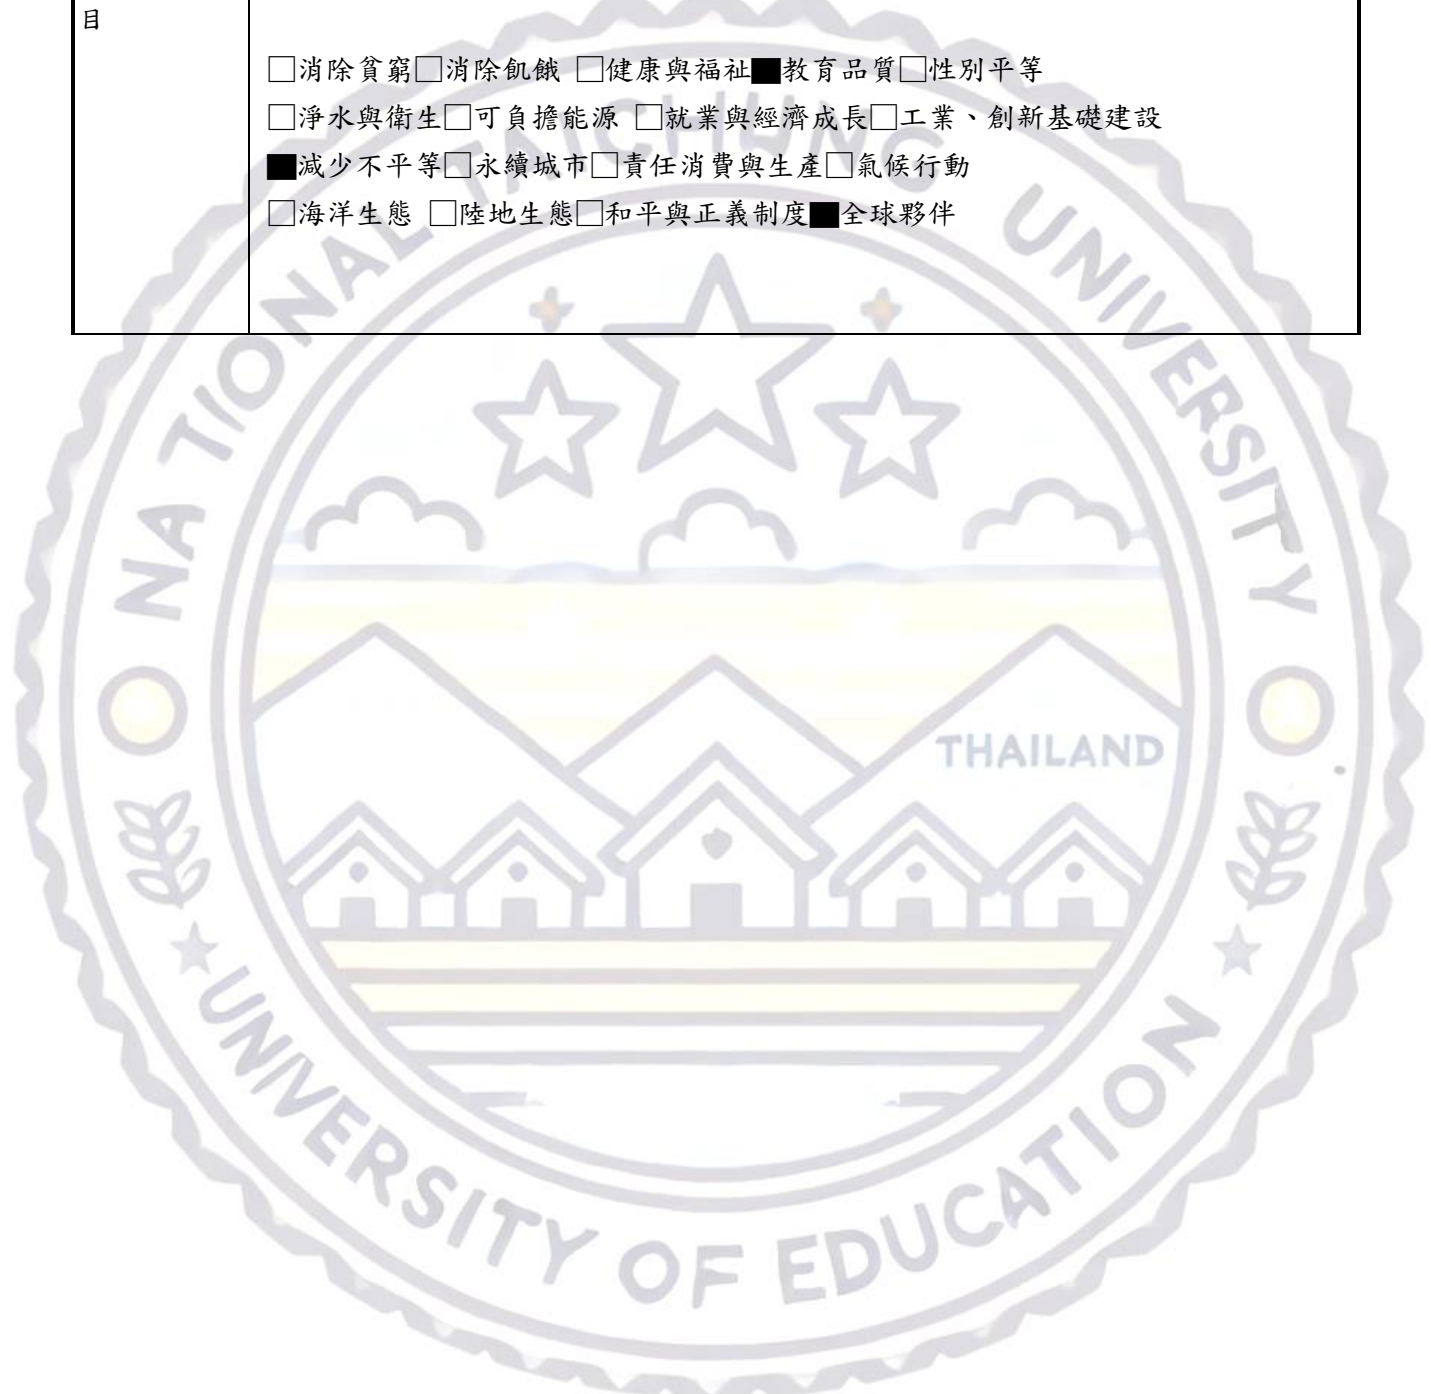 目
□消除貧窮□消除飢餓 □健康與福祉■教育品質□性別平等
□淨水與衛生□可負擔能源 □就業與經濟成長□工業、創新基礎建設
■減少不平等□永續城市□責任消費與生產□氣候行動
□海洋生態 □陸地生態□和平與正義制度■全球夥伴
NATIONAL TAICHUNG UNIVERSITY
THAILAND
UNIVERSITY OF EDUCATION